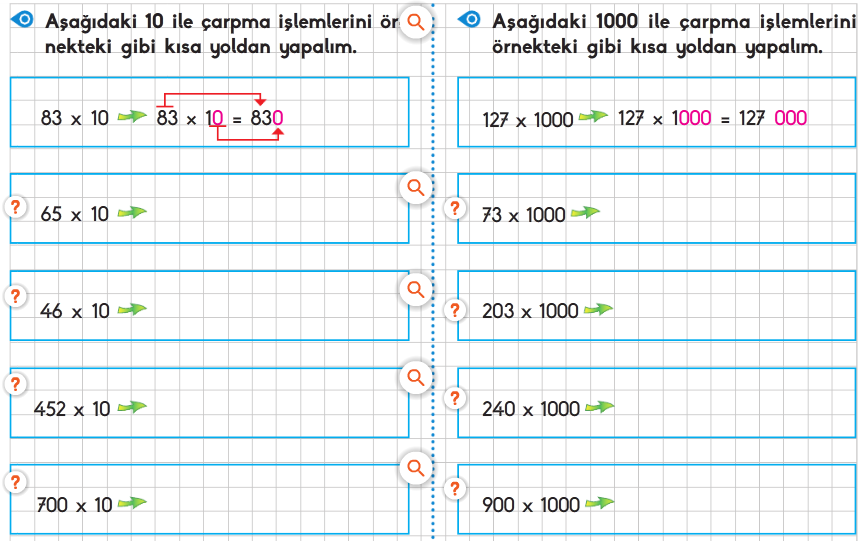 Aşağıdaki 10 ile çarpma işlemlerini ör-
nekteki gibi kısa yoldan yapalım.
83 x 10 83 x 10 = 830
? 65 x 10
? 46 x 10
? 452 x 10
? 700 x 10
Aşağıdaki 1000 ile çarpma işlemlerini
örnekteki gibi kısa yoldan yapalım.
127 x 1000 127 x 1000 = 127 000
? 73 x 1000
? 203 x 1000
? 240 x 1000
? 900 x 1000